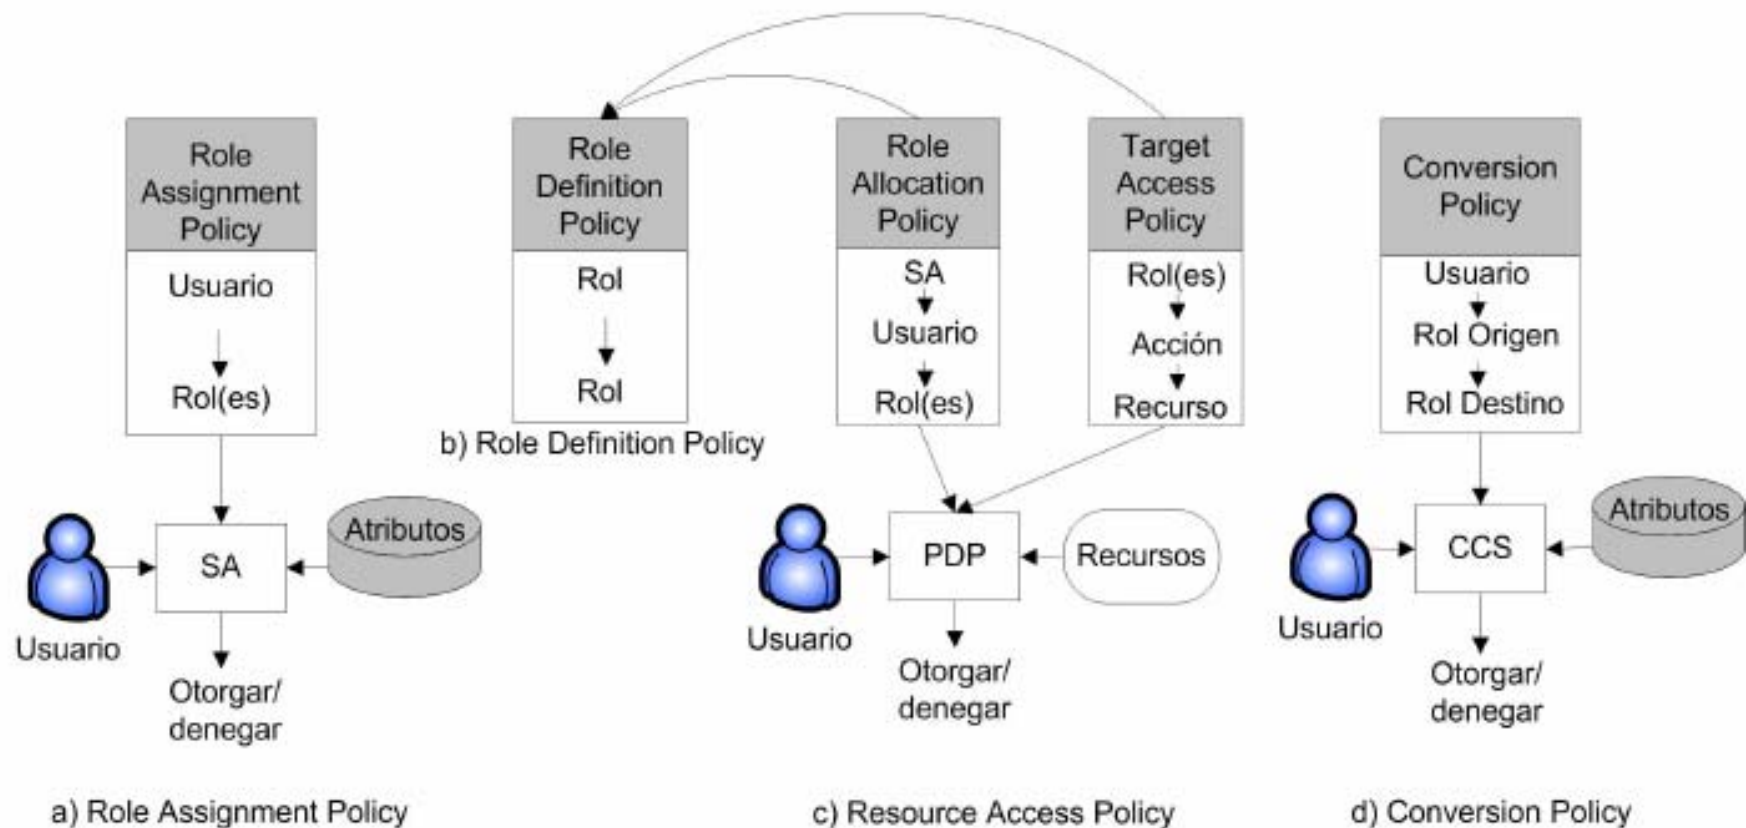 Role
Assignment
Policy
Usuario
Rol(es)
SA
Usuario
Atributos
Otorgar/
denegar
a) Role Assignment Policy
Role
Definition
Policy
Rol
Rol
b) Role Definition Policy
Role
Allocation
Policy
SA
Usuario
Rol(es)
Target
Access
Policy
Rol(es)
Acción
Recurso
Usuario
PDP
Recursos
Otorgar/
denegar
c) Resource Access Policy
Conversion
Policy
Usuario
Rol Origen
Rol Destino
Usuario
CCS
Atributos
Otorgar/
denegar
d) Conversion Policy